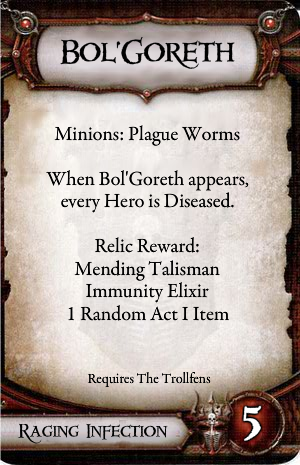 Bol'Goreth
Minions: Plague Worms
When Bol'Goreth appears,
every Hero is Diseased.
Relic Reward:
Mending Talisman
Immunity Elixir
1 Random Act I Item
Requires The Trollfens
Raging Infection
5